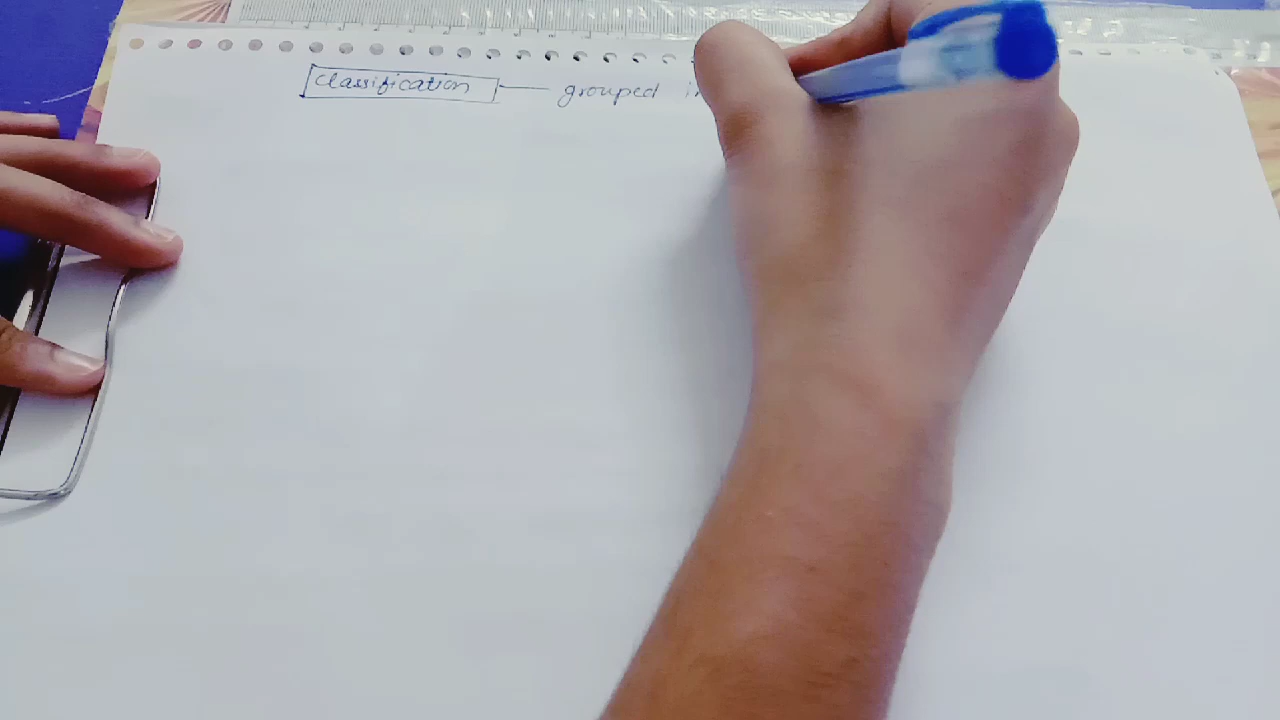 classification — grouped